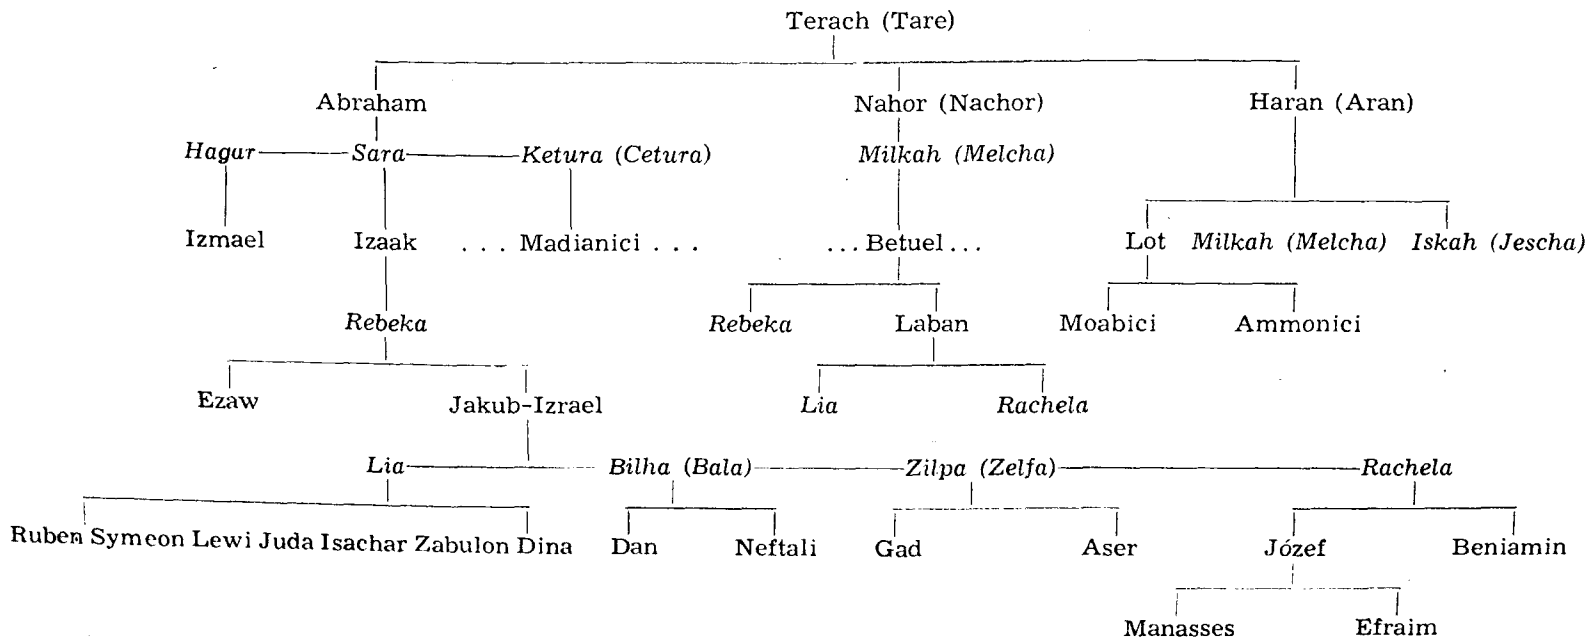 Terach (Tare)
Abraham Nahor (Nachor) Haran (Aran)
Hagar Sara Ketura (Cetura) Milkah (Melcha)
Izmael Izaak ... Madianici ... ... Betuel ... Lot Milkah (Melcha) Iskah (Jescha)
Rebeka Rebeka Laban Moabici Ammonici
Ezaw Jakub-Izrael Lia Rachela
Lia Bilha (Bala) Zilpa (Zelfa) Rachela
Ruben Symeon Lewi Juda Isachar Zabulon Dina Dan Neftali Gad Aser Józef Beniamin
Manasses Efraim